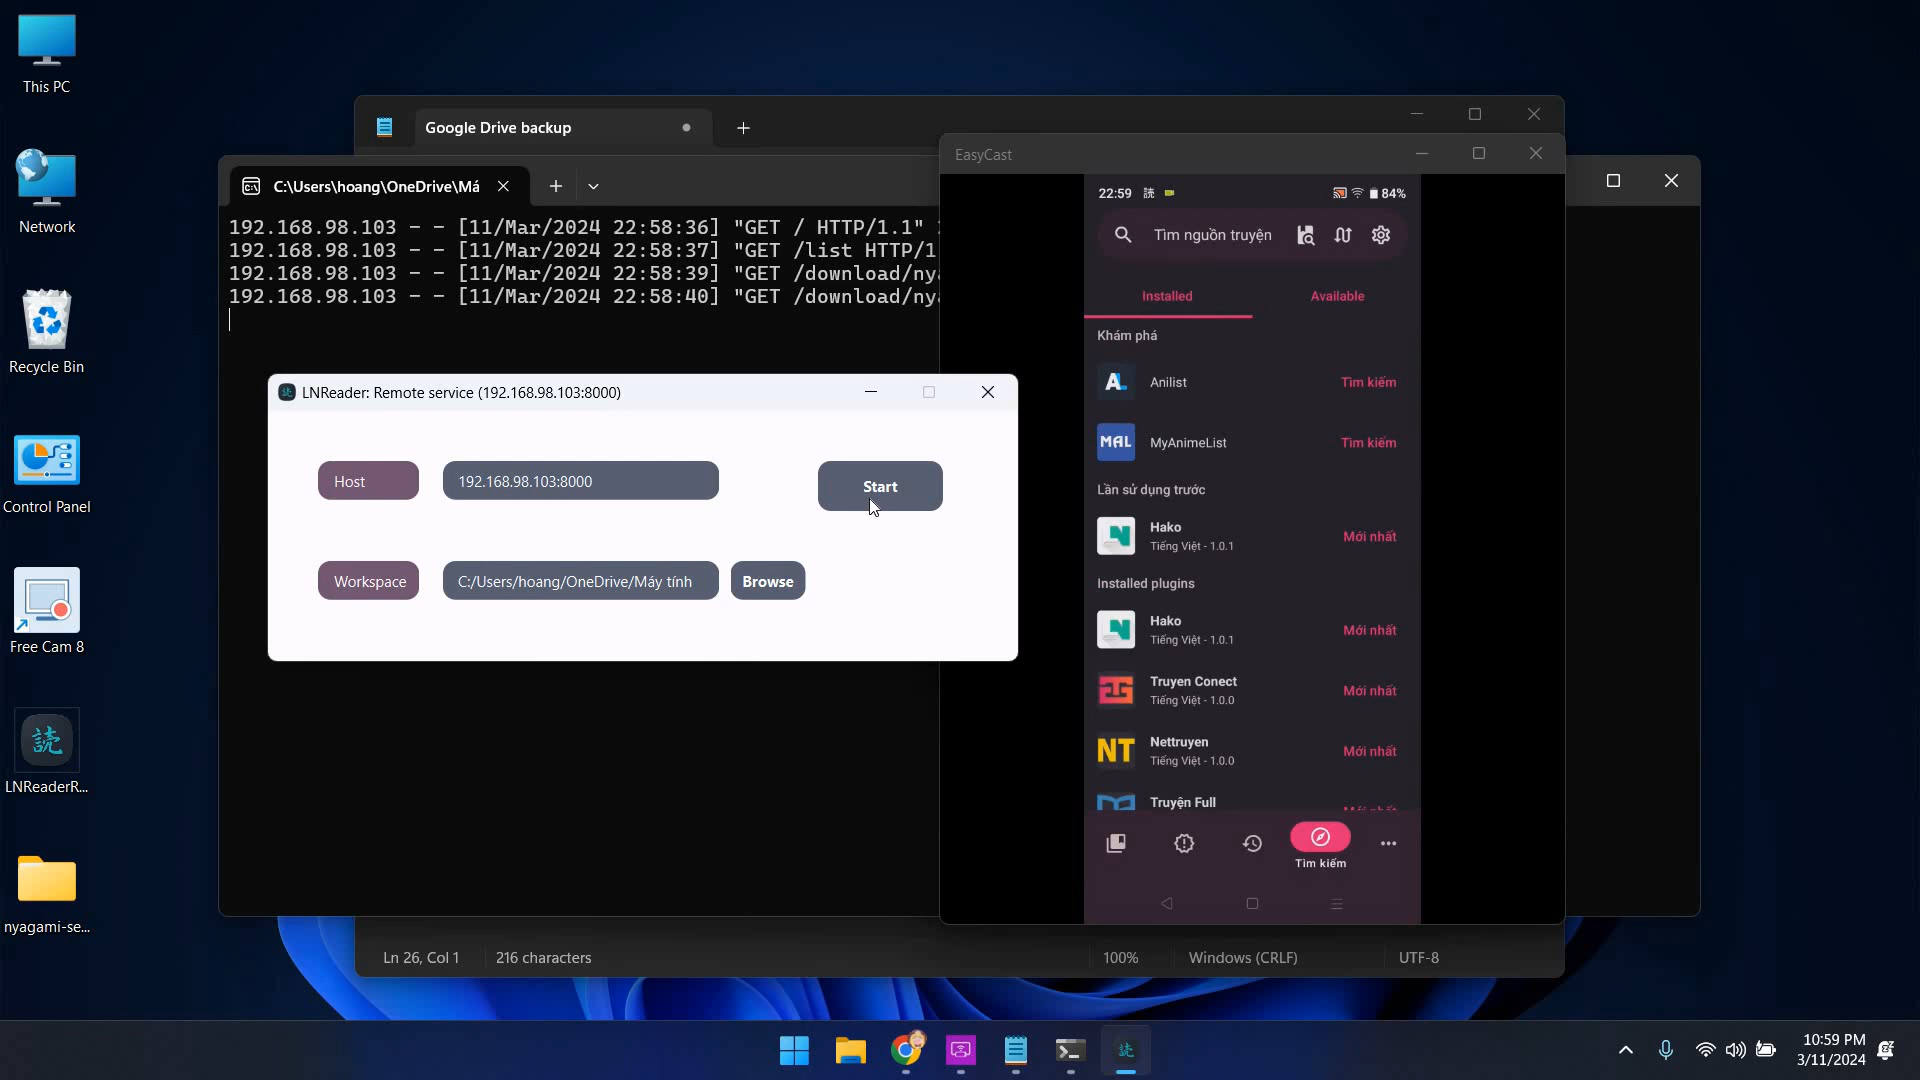 This PC
Network
Recycle Bin
Control Panel
Free Cam 8
読
LNReaderR...
nyagami-se...
Google Drive backup
C:\Users\hoang\OneDrive\Má
192.168.98.103 - - [11/Mar/2024 22:58:36] "GET / HTTP/1.1"
192.168.98.103 - - [11/Mar/2024 22:58:37] "GET /list HTTP/1
192.168.98.103 - - [11/Mar/2024 22:58:39] "GET /download/nya
192.168.98.103 - - [11/Mar/2024 22:58:40] "GET /download/nya
LNReader: Remote service (192.168.98.103:8000)
Host
192.168.98.103:8000
Start
Workspace
C:/Users/hoang/OneDrive/Máy tính
Browse
EasyCast
22:59 読
84%
Tìm nguồn truyện
Installed
Available
Khám phá
AL
Anilist
Tìm kiếm
MAL
MyAnimeList
Tìm kiếm
Lần sử dụng trước
Hako
Tiếng Việt - 1.0.1
Mới nhất
Installed plugins
Hako
Tiếng Việt - 1.0.1
Mới nhất
Truyen Conect
Tiếng Việt - 1.0.0
Mới nhất
NT
Nettruyen
Tiếng Việt - 1.0.0
Mới nhất
Truyện Full
Tìm kiếm
Ln 26, Col 1
216 characters
100%
Windows (CRLF)
UTF-8
10:59 PM
3/11/2024